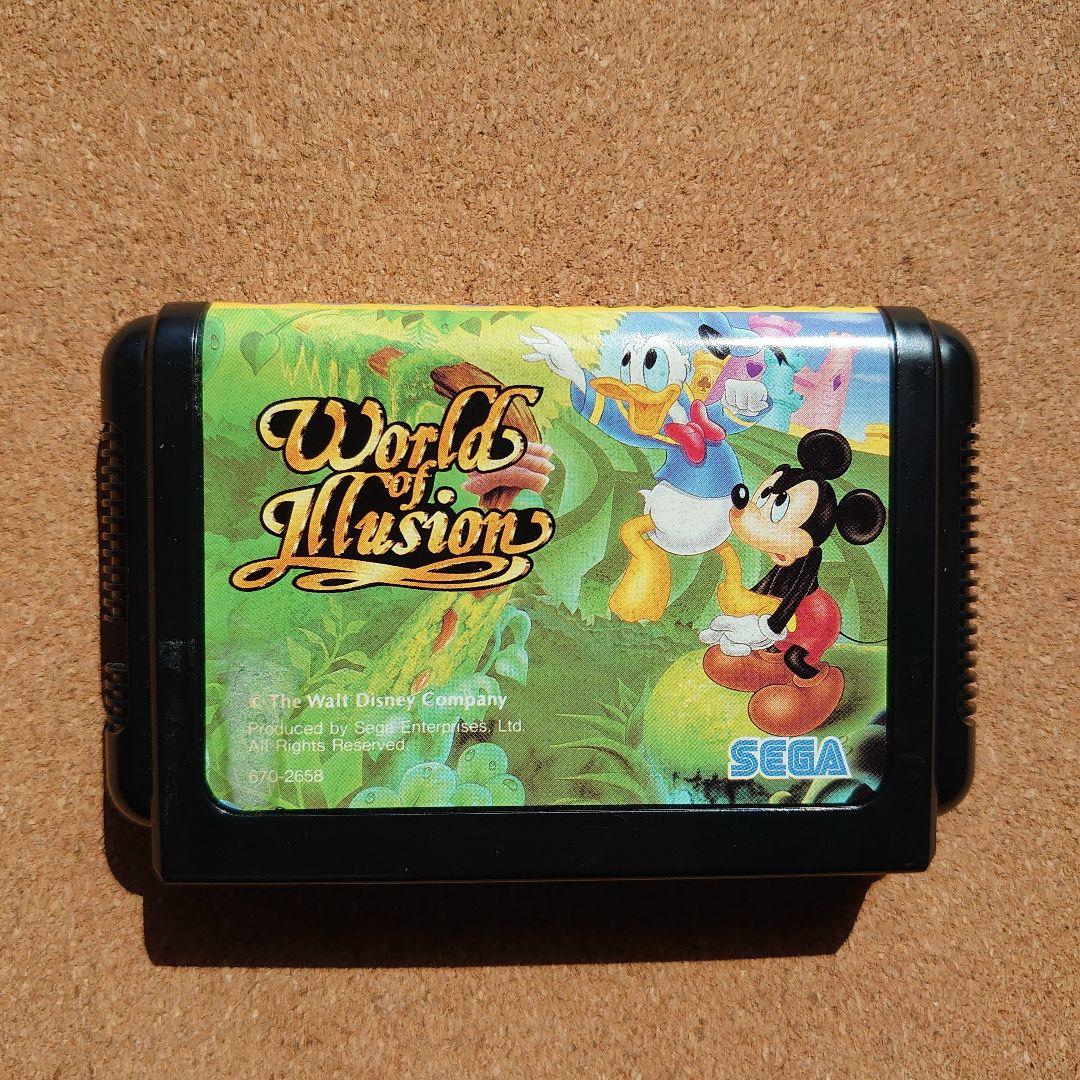 World
of
Illusion
© The Walt Disney Company
Produced by Sega Enterprises, Ltd.
All Rights Reserved
670-2658
SEGA